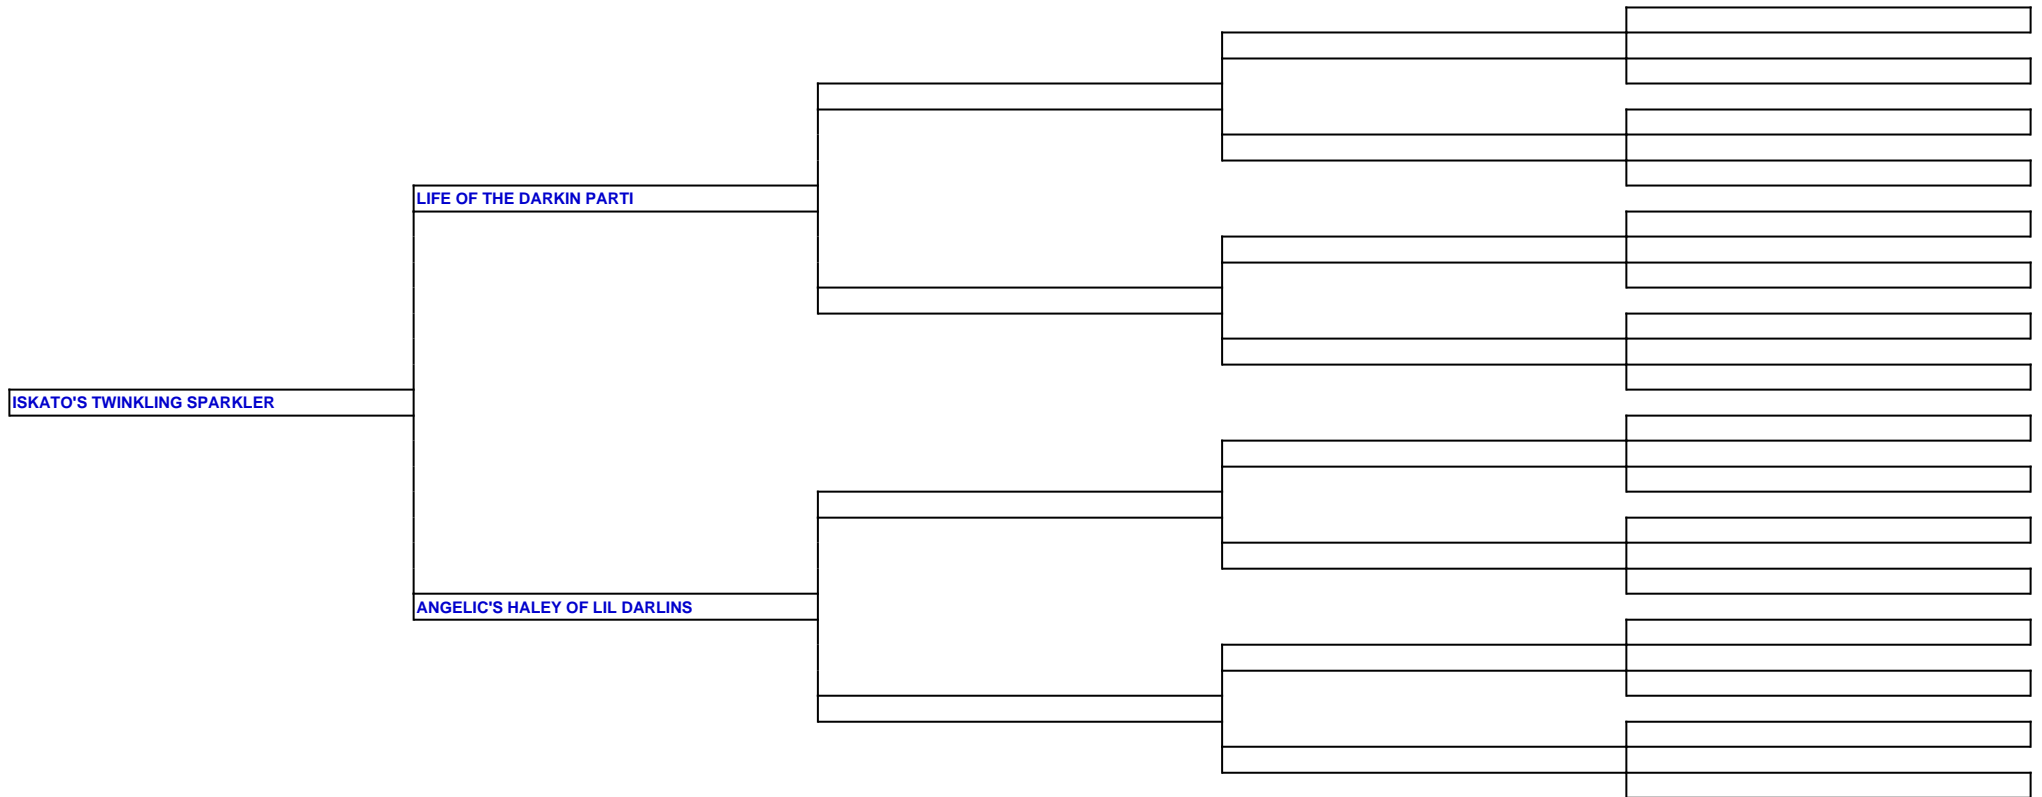 LIFE OF THE DARKIN PARTI
ISKATO'S TWINKLING SPARKLER
ANGELIC'S HALEY OF LIL DARLINS